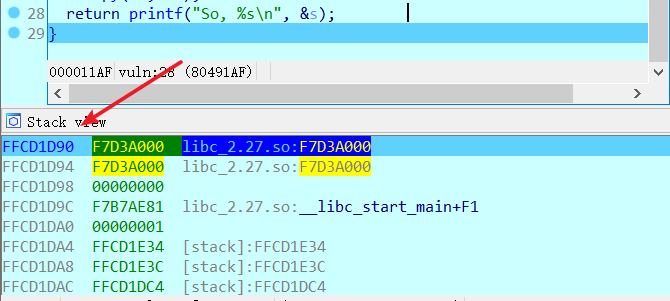 28 return printf("So, %s\n", &s);
29 }
000011AF vuln:28 (80491AF)
Stack view
FFCD1D90 F7D3A000 libc_2.27.so:F7D3A000
FFCD1D94 F7D3A000 libc_2.27.so:F7D3A000
FFCD1D98 00000000
FFCD1D9C F7B7AE81 libc_2.27.so:__libc_start_main+F1
FFCD1DA0 00000001
FFCD1DA4 FFCD1E34 [stack]:FFCD1E34
FFCD1DA8 FFCD1E3C [stack]:FFCD1E3C
FFCD1DAC FFCD1DC4 [stack]:FFCD1DC4